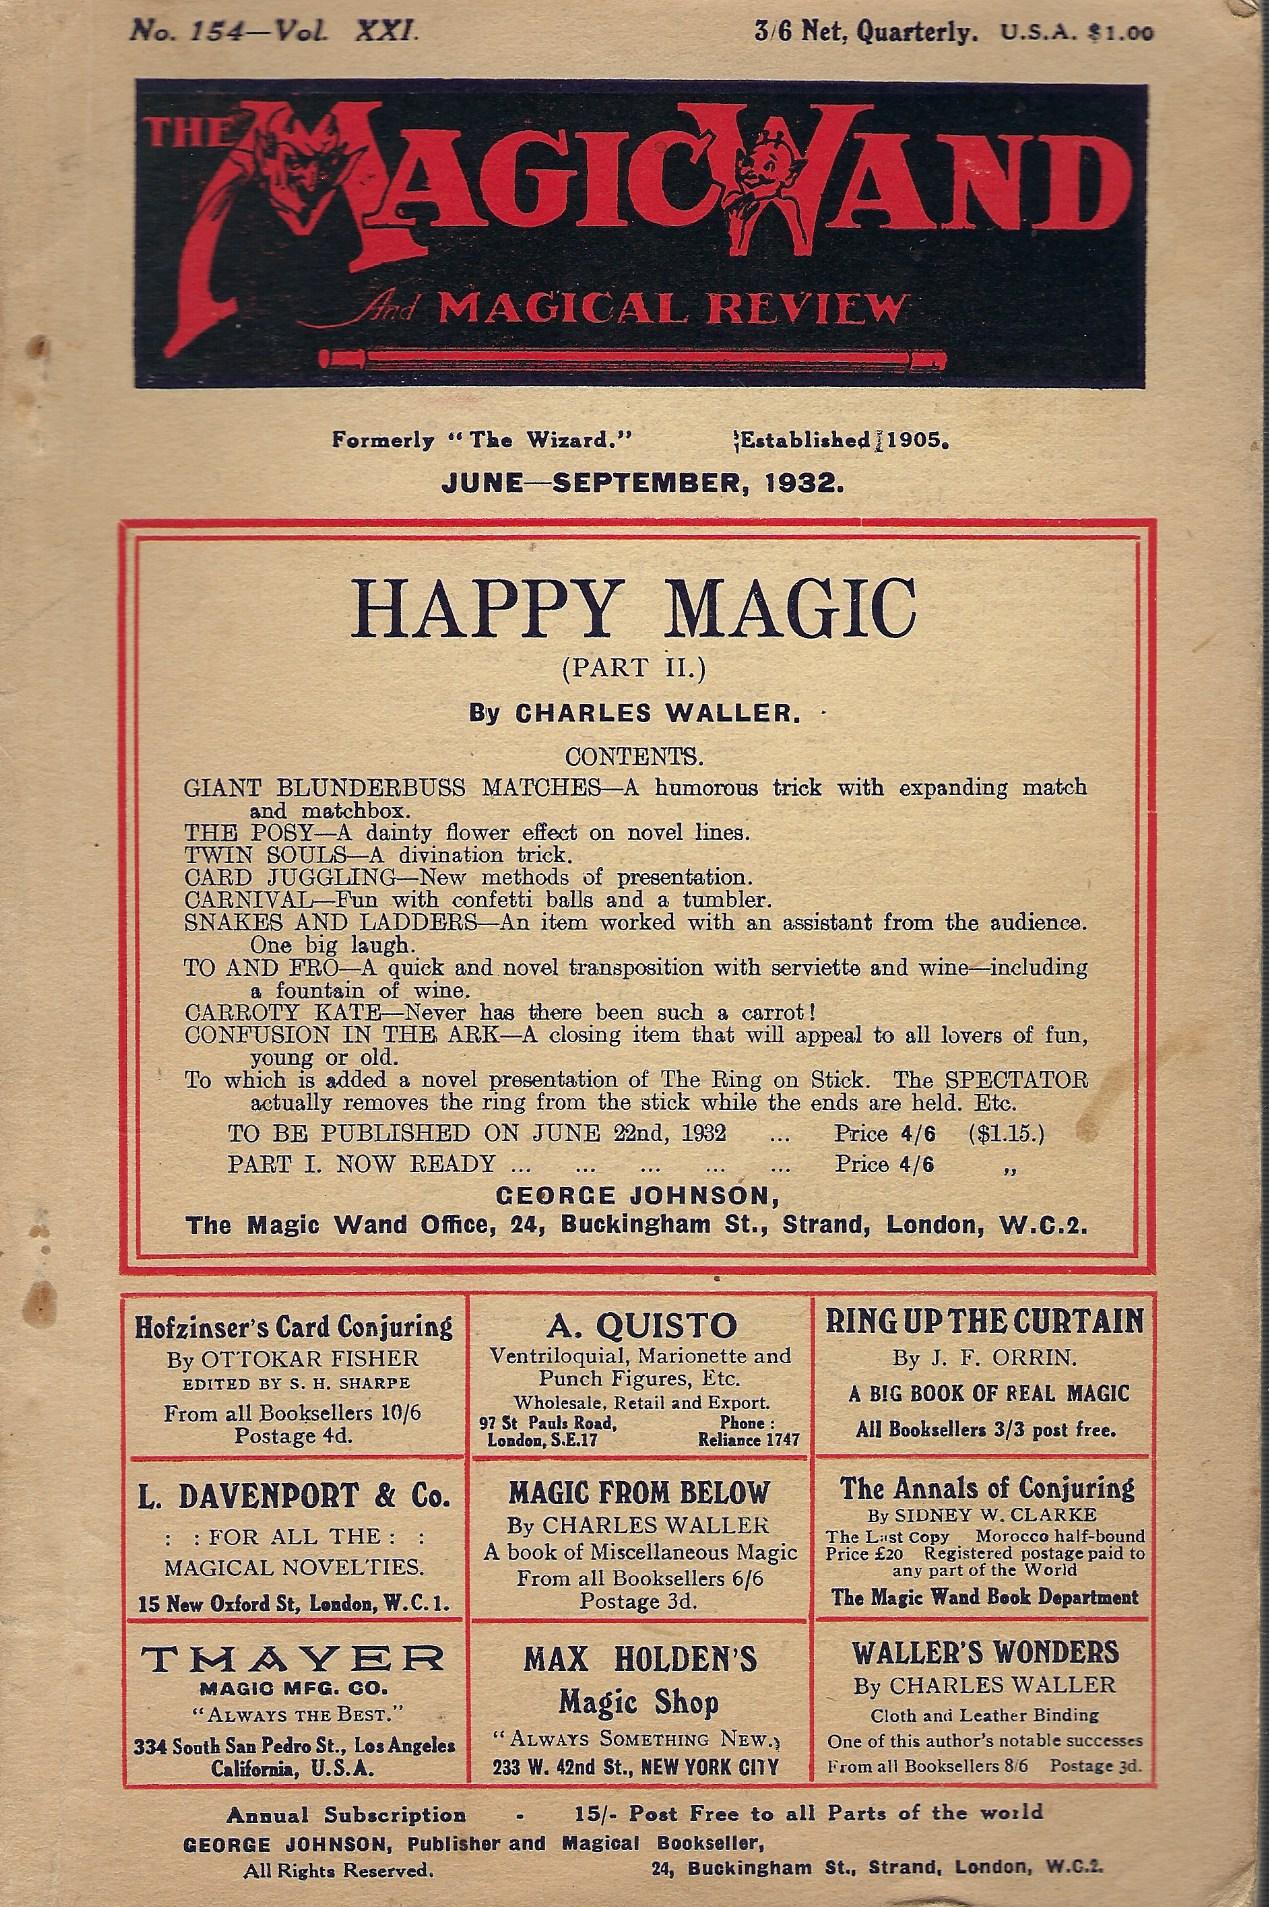 No. 154—Vol. XXI.
3/6 Net, Quarterly. U.S.A. $1.00
THE MAGIC WAND
And MAGICAL REVIEW
Formerly "The Wizard." Established 1905.
JUNE—SEPTEMBER, 1932.
HAPPY MAGIC
(PART II.)
By CHARLES WALLER.
CONTENTS.
GIANT BLUNDERBUSS MATCHES—A humorous trick with expanding match
and matchbox.
THE POSY—A dainty flower effect on novel lines.
TWIN SOULS—A divination trick.
CARD JUGGLING—New methods of presentation.
CARNIVAL—Fun with confetti balls and a tumbler.
SNAKES AND LADDERS—An item worked with an assistant from the audience.
One big laugh.
TO AND FRO—A quick and novel transposition with serviette and wine—including
a fountain of wine.
CARROTY KATE—Never has there been such a carrot!
CONFUSION IN THE ARK—A closing item that will appeal to all lovers of fun,
young or old.
To which is added a novel presentation of The Ring on Stick. The SPECTATOR
actually removes the ring from the stick while the ends are held. Etc.
TO BE PUBLISHED ON JUNE 22nd, 1932 ... Price 4/6 ($1.15.)
PART I. NOW READY ... ... ... ... ... Price 4/6 ,,
GEORGE JOHNSON,
The Magic Wand Office, 24, Buckingham St., Strand, London, W.C.2.
Hofzinser's Card Conjuring
By OTTOKAR FISHER
EDITED BY S. H. SHARPE
From all Booksellers 10/6
Postage 4d.
A. QUISTO
Ventriloquial, Marionette and
Punch Figures, Etc.
Wholesale, Retail and Export.
97 St Pauls Road, Phone :
London, S.E.17 Reliance 1747
RING UP THE CURTAIN
By J. F. ORRIN.
A BIG BOOK OF REAL MAGIC
All Booksellers 3/3 post free.
L. DAVENPORT & Co.
: : FOR ALL THE : :
MAGICAL NOVELTIES.
15 New Oxford St, London, W.C.1.
MAGIC FROM BELOW
By CHARLES WALLER
A book of Miscellaneous Magic
From all Booksellers 6/6
Postage 3d.
The Annals of Conjuring
By SIDNEY W. CLARKE
The Last Copy Morocco half-bound
Price £20 Registered postage paid to
any part of the World
The Magic Wand Book Department
THAYER
MAGIC MFG. CO.
"ALWAYS THE BEST."
334 South San Pedro St., Los Angeles
California, U.S.A.
MAX HOLDEN'S
Magic Shop
"ALWAYS SOMETHING NEW.,
233 W. 42nd St., NEW YORK CITY
WALLER'S WONDERS
By CHARLES WALLER
Cloth and Leather Binding
One of this author's notable successes
From all Booksellers 8/6 Postage 3d.
Annual Subscription - 15/- Post Free to all Parts of the world
GEORGE JOHNSON, Publisher and Magical Bookseller,
All Rights Reserved. 24, Buckingham St., Strand, London, W.C.2.